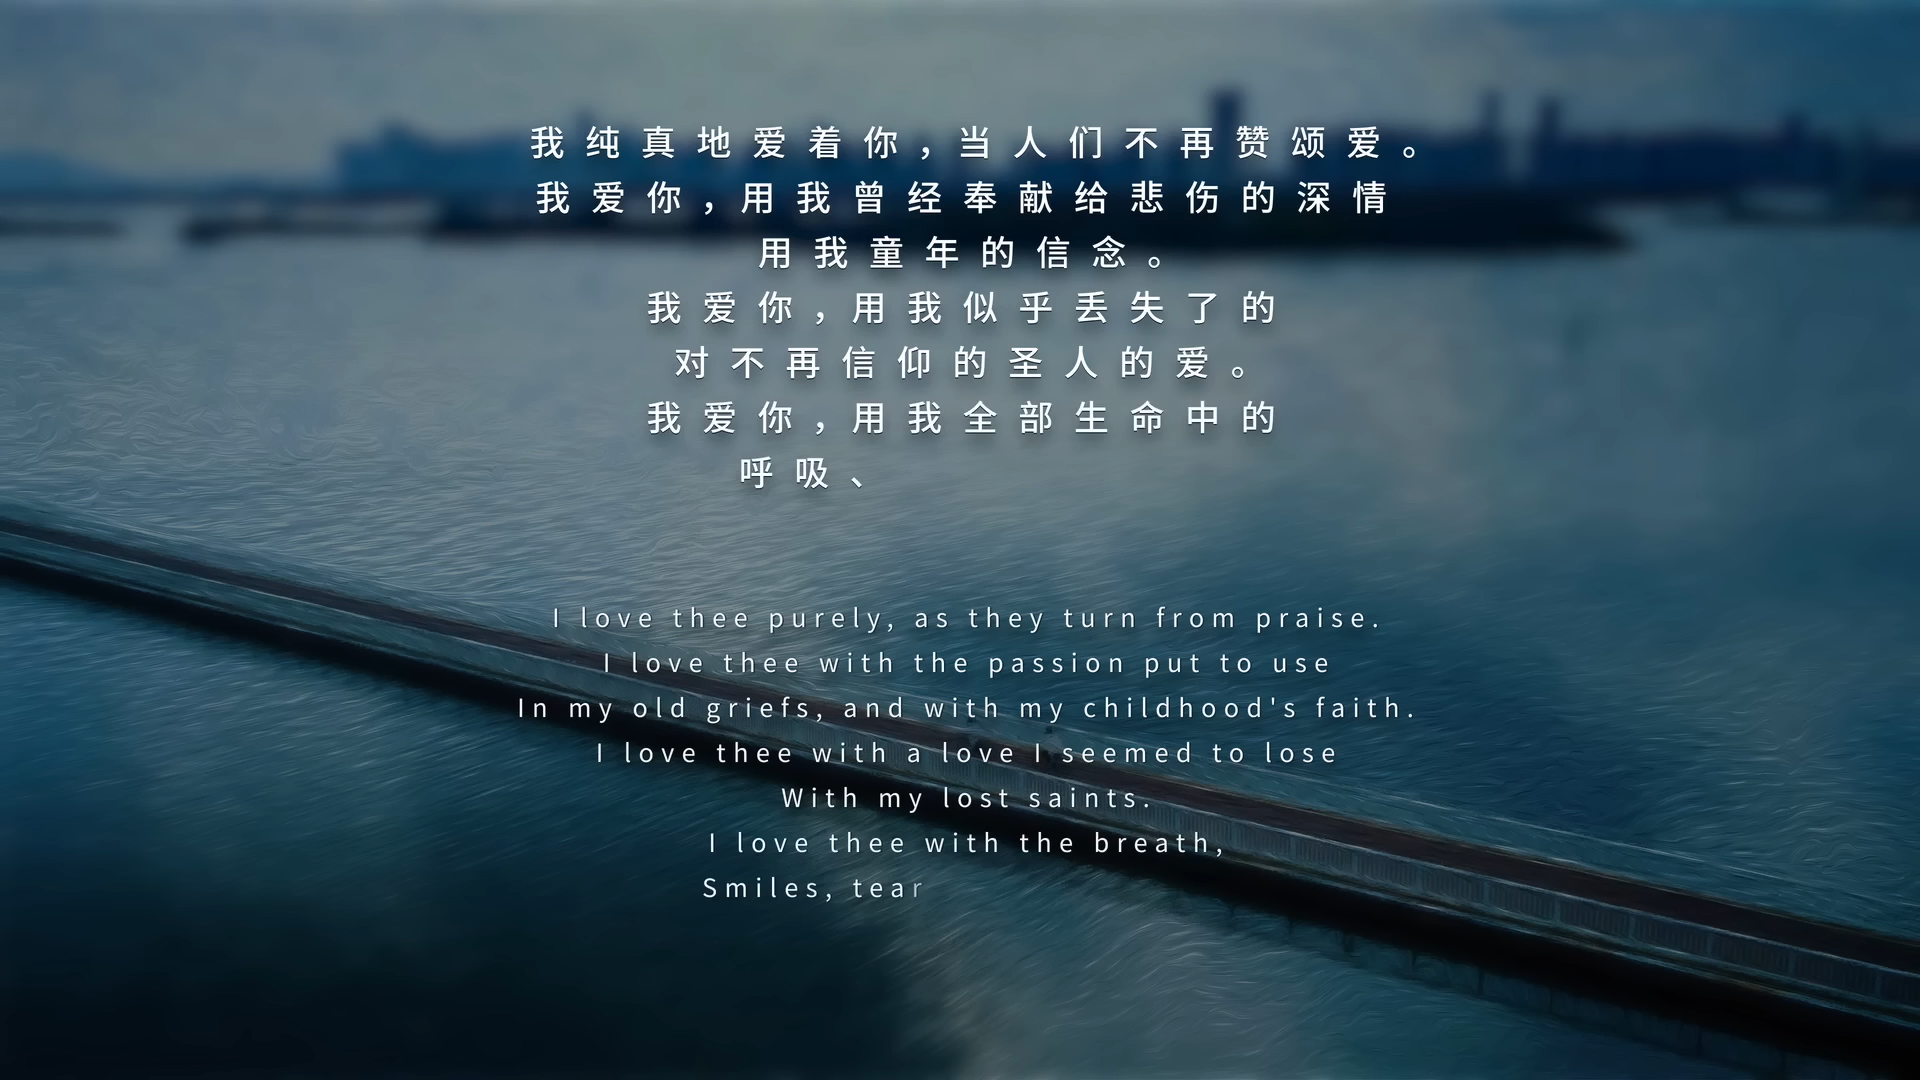 我纯真地爱着你，当人们不再赞颂爱。
我爱你，用我曾经奉献给悲伤的深情
用我童年的信念。
我爱你，用我似乎丢失了的
对不再信仰的圣人的爱。
我爱你，用我全部生命中的
呼吸、
I love thee purely, as they turn from praise.
I love thee with the passion put to use
In my old griefs, and with my childhood's faith.
I love thee with a love I seemed to lose
With my lost saints.
I love thee with the breath,
Smiles, tear